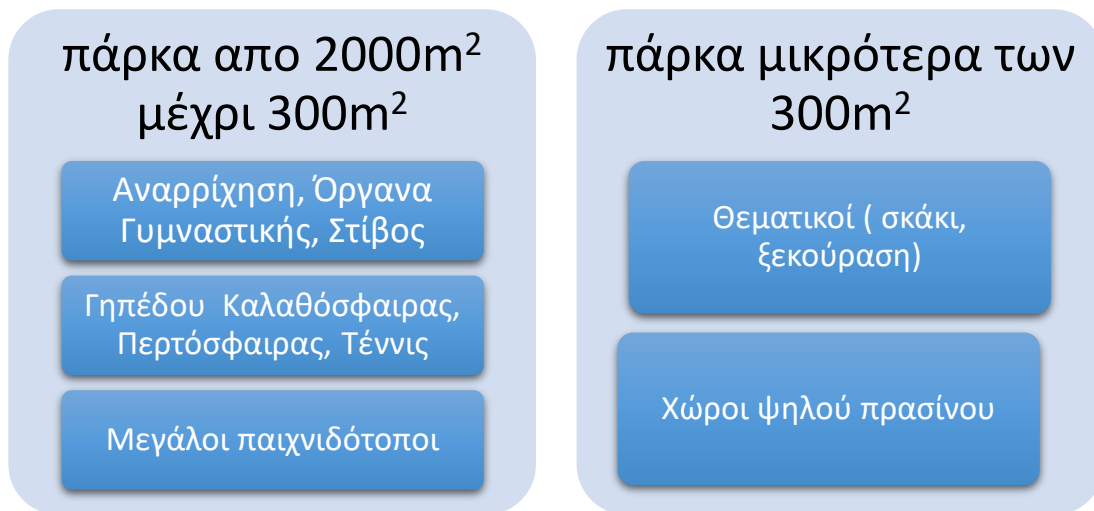 πάρκα απο 2000m²
μέχρι 300m²
Αναρρίχηση, Όργανα
Γυμναστικής, Στίβος
Γηπέδου Καλαθόσφαιρας,
Περτόσφαιρας, Τέννις
Μεγάλοι παιχνιδότοποι
πάρκα μικρότερα των
300m²
Θεματικοί ( σκάκι,
ξεκούραση)
Χώροι ψηλού πρασίνου